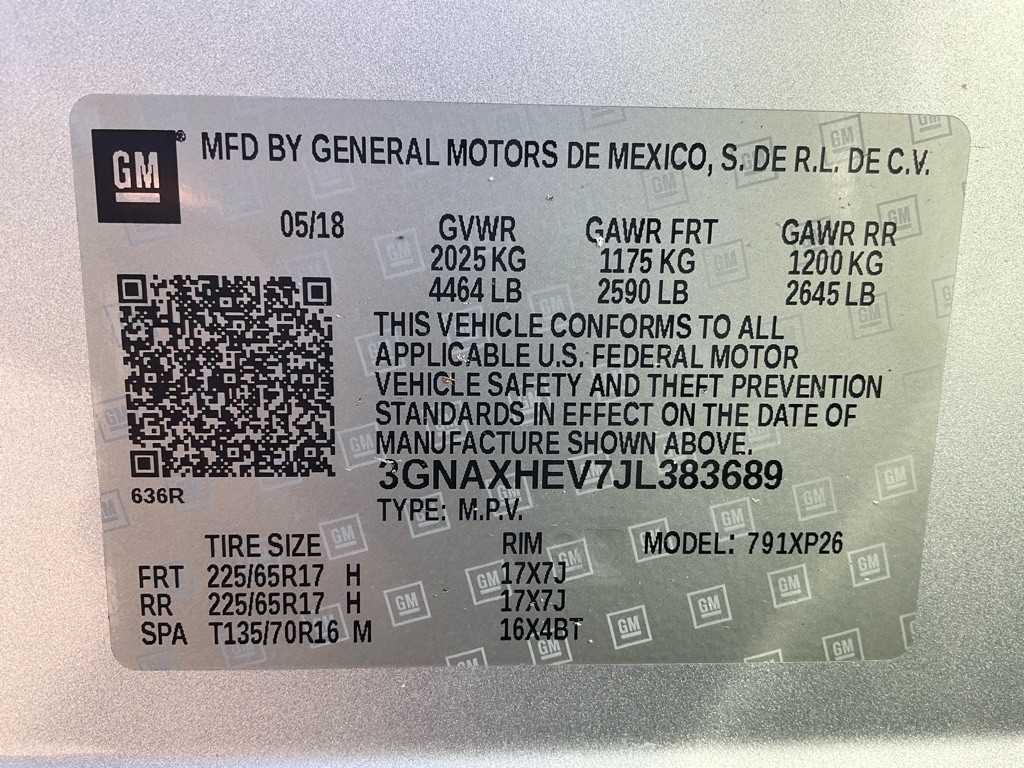 GM® MFD BY GENERAL MOTORS DE MEXICO, S. DE R.L. DE C.V.
05/18 GVWR GAWR FRT GAWR RR
2025 KG 1175 KG 1200 KG
4464 LB 2590 LB 2645 LB
THIS VEHICLE CONFORMS TO ALL
APPLICABLE U.S. FEDERAL MOTOR
VEHICLE SAFETY AND THEFT PREVENTION
STANDARDS IN EFFECT ON THE DATE OF
MANUFACTURE SHOWN ABOVE.
3GNAXHEV7JL383689
636R
TYPE: M.P.V.
TIRE SIZE RIM MODEL: 791XP26
FRT 225/65R17 H 17X7J
RR 225/65R17 H 17X7J
SPA T135/70R16 M 16X4BT